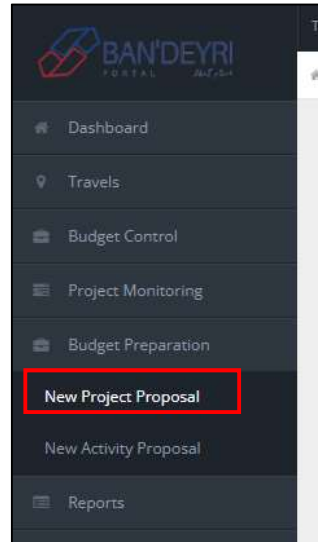 BAN'DEYRI
PORTAL
Dashboard
Travels
Budget Control
Project Monitoring
Budget Preparation
New Project Proposal
New Activity Proposal
Reports